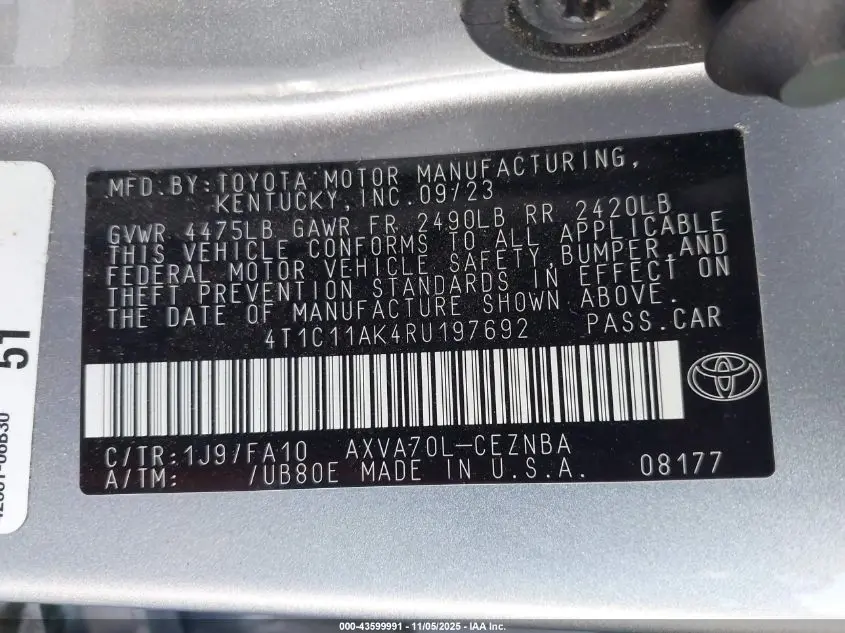 MFD. BY: TOYOTA MOTOR MANUFACTURING,
KENTUCKY, INC. 09/23
GVWR 4475LB GAWR FR 2490LB RR 2420LB
THIS VEHICLE CONFORMS TO ALL APPLICABLE
FEDERAL MOTOR VEHICLE SAFETY, BUMPER, AND
THEFT PREVENTION STANDARDS IN EFFECT ON
THE DATE OF MANUFACTURE SHOWN ABOVE.
4T1C11AK4RU197692 PASS. CAR
C/TR: 1J9/FA10 AXVA70L-CEZNBA
A/TM: /UB80E MADE IN U.S.A. 08177
51
000-43599991 - 11/05/2025 - IAA Inc.